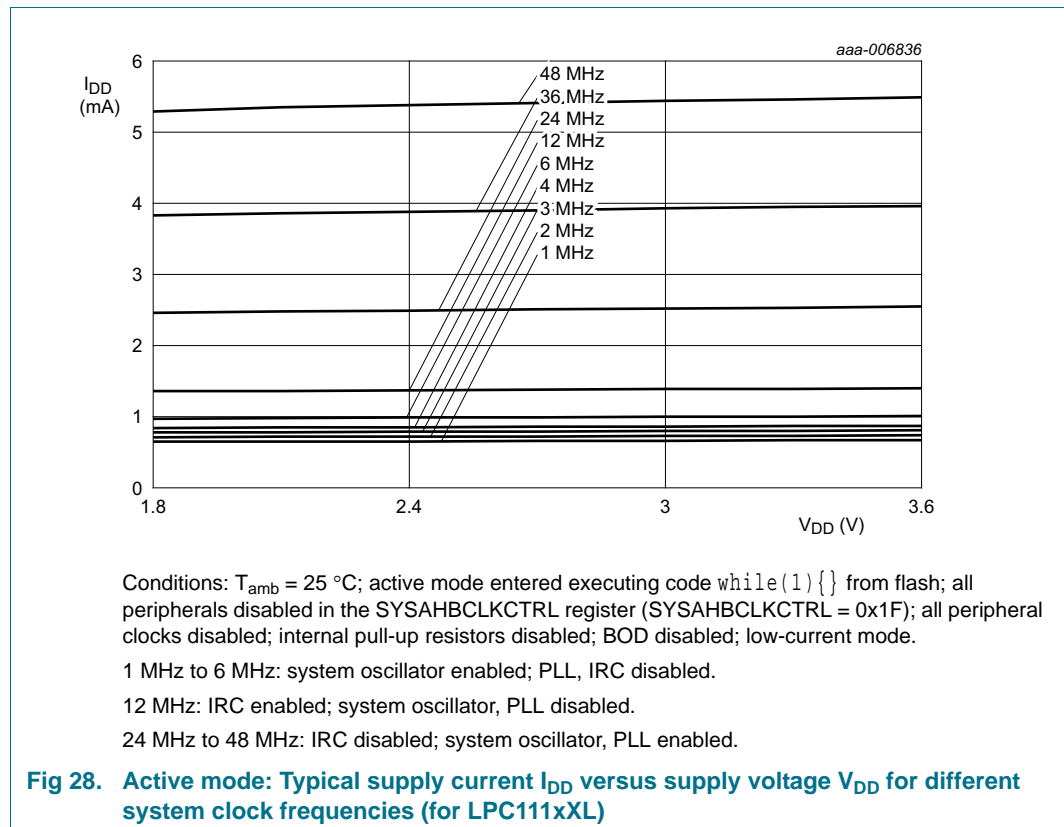 aaa-006836
6
I_DD
(mA)
5
4
3
2
1
0
48 MHz
36 MHz
24 MHz
12 MHz
6 MHz
4 MHz
3 MHz
2 MHz
1 MHz
1.8
2.4
3
3.6
V_DD (V)
Conditions: T_amb = 25 °C; active mode entered executing code while(1){} from flash; all
peripherals disabled in the SYSAHBCLKCTRL register (SYSAHBCLKCTRL = 0x1F); all peripheral
clocks disabled; internal pull-up resistors disabled; BOD disabled; low-current mode.
1 MHz to 6 MHz: system oscillator enabled; PLL, IRC disabled.
12 MHz: IRC enabled; system oscillator, PLL disabled.
24 MHz to 48 MHz: IRC disabled; system oscillator, PLL enabled.
Fig 28. Active mode: Typical supply current I_DD versus supply voltage V_DD for different
system clock frequencies (for LPC111xXL)